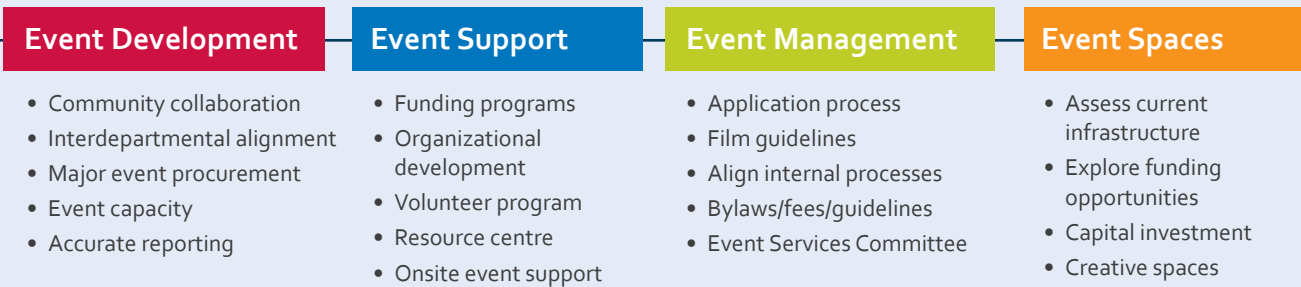 Event Development
• Community collaboration
• Interdepartmental alignment
• Major event procurement
• Event capacity
• Accurate reporting
Event Support
• Funding programs
• Organizational
development
• Volunteer program
• Resource centre
• Onsite event support
Event Management
• Application process
• Film guidelines
• Align internal processes
• Bylaws/fees/guidelines
• Event Services Committee
Event Spaces
• Assess current
infrastructure
• Explore funding
opportunities
• Capital investment
• Creative spaces